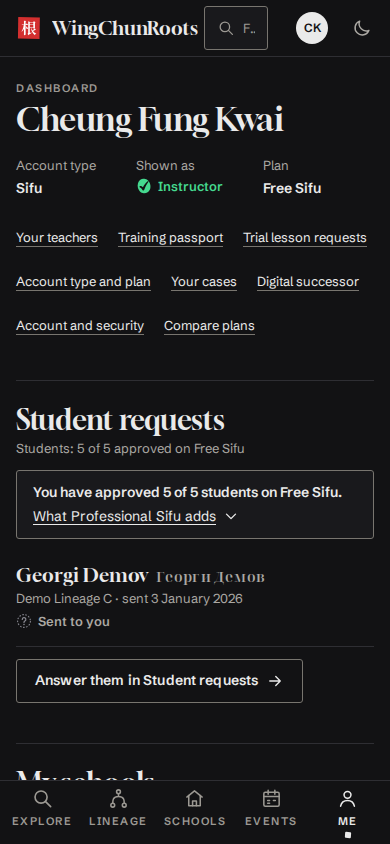 根 WingChunRoots F.. CK
DASHBOARD
Cheung Fung Kwai
Account type Shown as Plan
Sifu Instructor Free Sifu
Your teachers Training passport Trial lesson requests
Account type and plan Your cases Digital successor
Account and security Compare plans
Student requests
Students: 5 of 5 approved on Free Sifu
You have approved 5 of 5 students on Free Sifu.
What Professional Sifu adds
Georgi Demov Георги Демов
Demo Lineage C · sent 3 January 2026
Sent to you
Answer them in Student requests →
My schools
EXPLORE LINEAGE SCHOOLS EVENTS ME